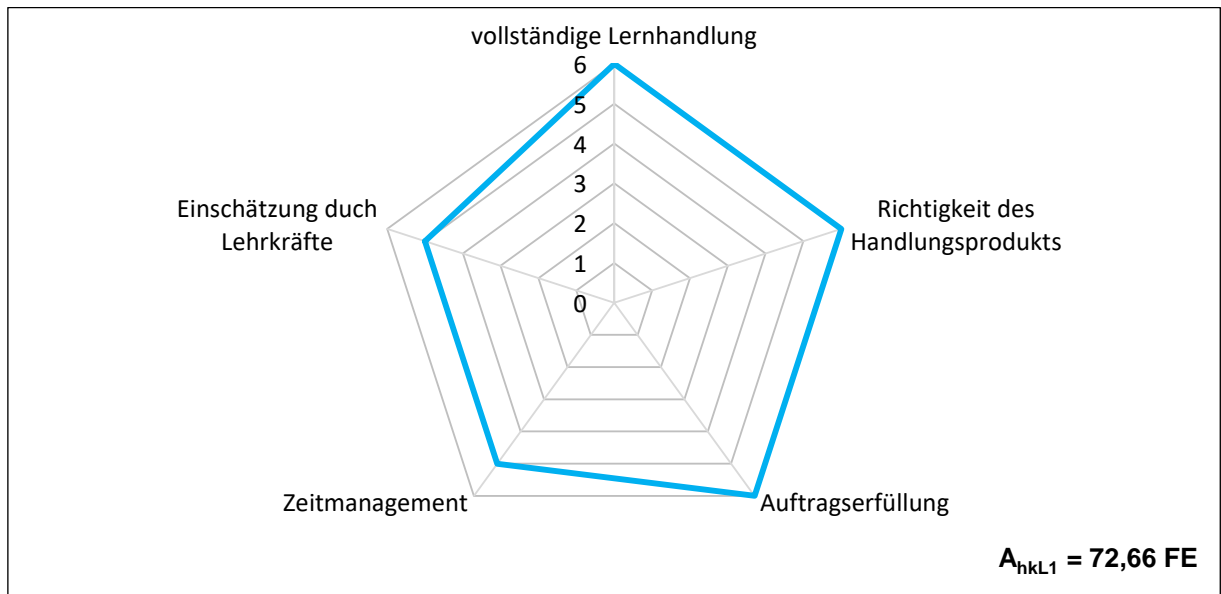 vollständige Lernhandlung
6
5
4
3
2
1
0
Einschätzung duch
Lehrkräfte
Richtigkeit des
Handlungsprodukts
Zeitmanagement
Auftragserfüllung
A_hkL1 = 72,66 FE